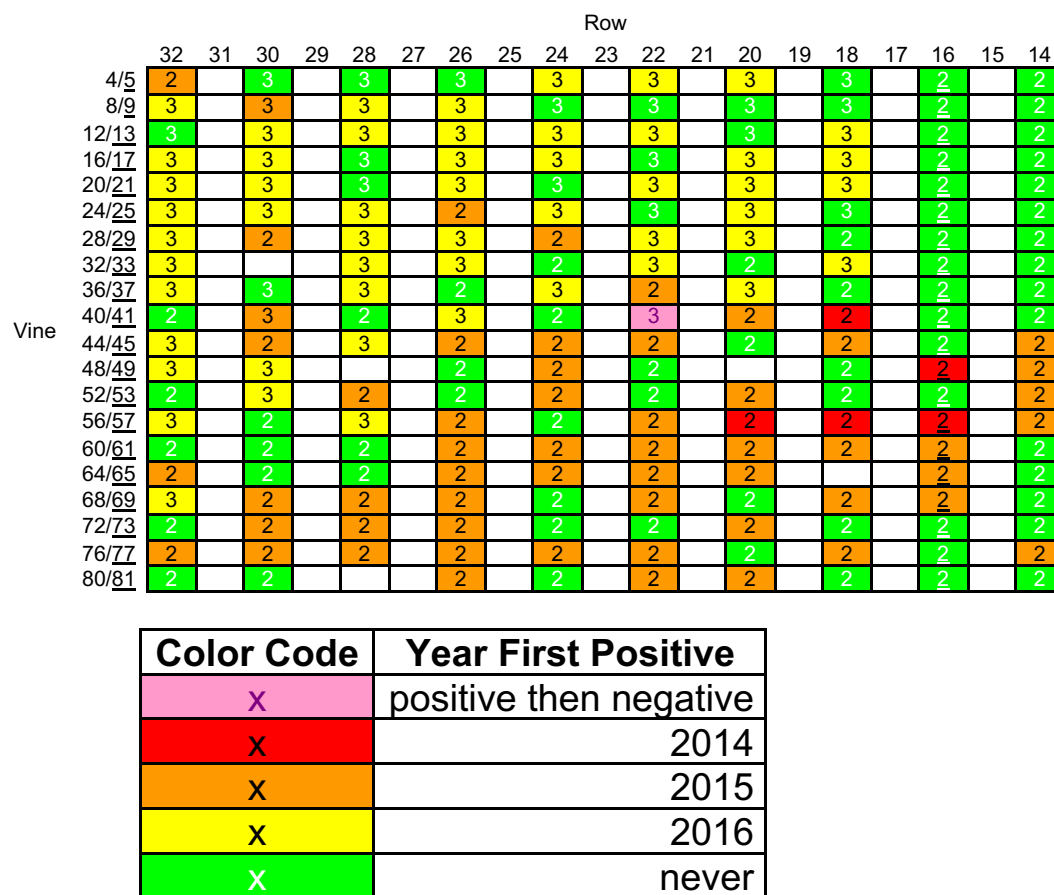 Row
32 31 30 29 28 27 26 25 24 23 22 21 20 19 18 17 16 15 14
4/5 2 3 3 3 3 3 3 3 2 2
8/9 3 3 3 3 3 3 3 3 2 2
12/13 3 3 3 3 3 3 3 3 2 2
16/17 3 3 3 3 3 3 3 3 2 2
20/21 3 3 3 3 3 3 3 3 2 2
24/25 3 3 3 2 3 3 3 3 2 2
28/29 3 2 3 3 2 3 3 2 2 2
32/33 3 3 3 2 3 2 3 2 2
36/37 3 3 3 2 3 2 3 2 2 2
40/41 2 3 2 3 2 3 2 2 2 2
Vine
44/45 3 2 3 2 2 2 2 2 2 2
48/49 3 3 2 2 2 2 2 2
52/53 2 3 2 2 2 2 2 2 2 2
56/57 3 2 3 2 2 2 2 2 2 2
60/61 2 2 2 2 2 2 2 2 2 2
64/65 2 2 2 2 2 2 2 2 2
68/69 3 2 2 2 2 2 2 2 2 2
72/73 2 2 2 2 2 2 2 2 2 2
76/77 2 2 2 2 2 2 2 2 2 2
80/81 2 2 2 2 2 2 2 2 2
Color Code Year First Positive
x positive then negative
x 2014
x 2015
x 2016
x never